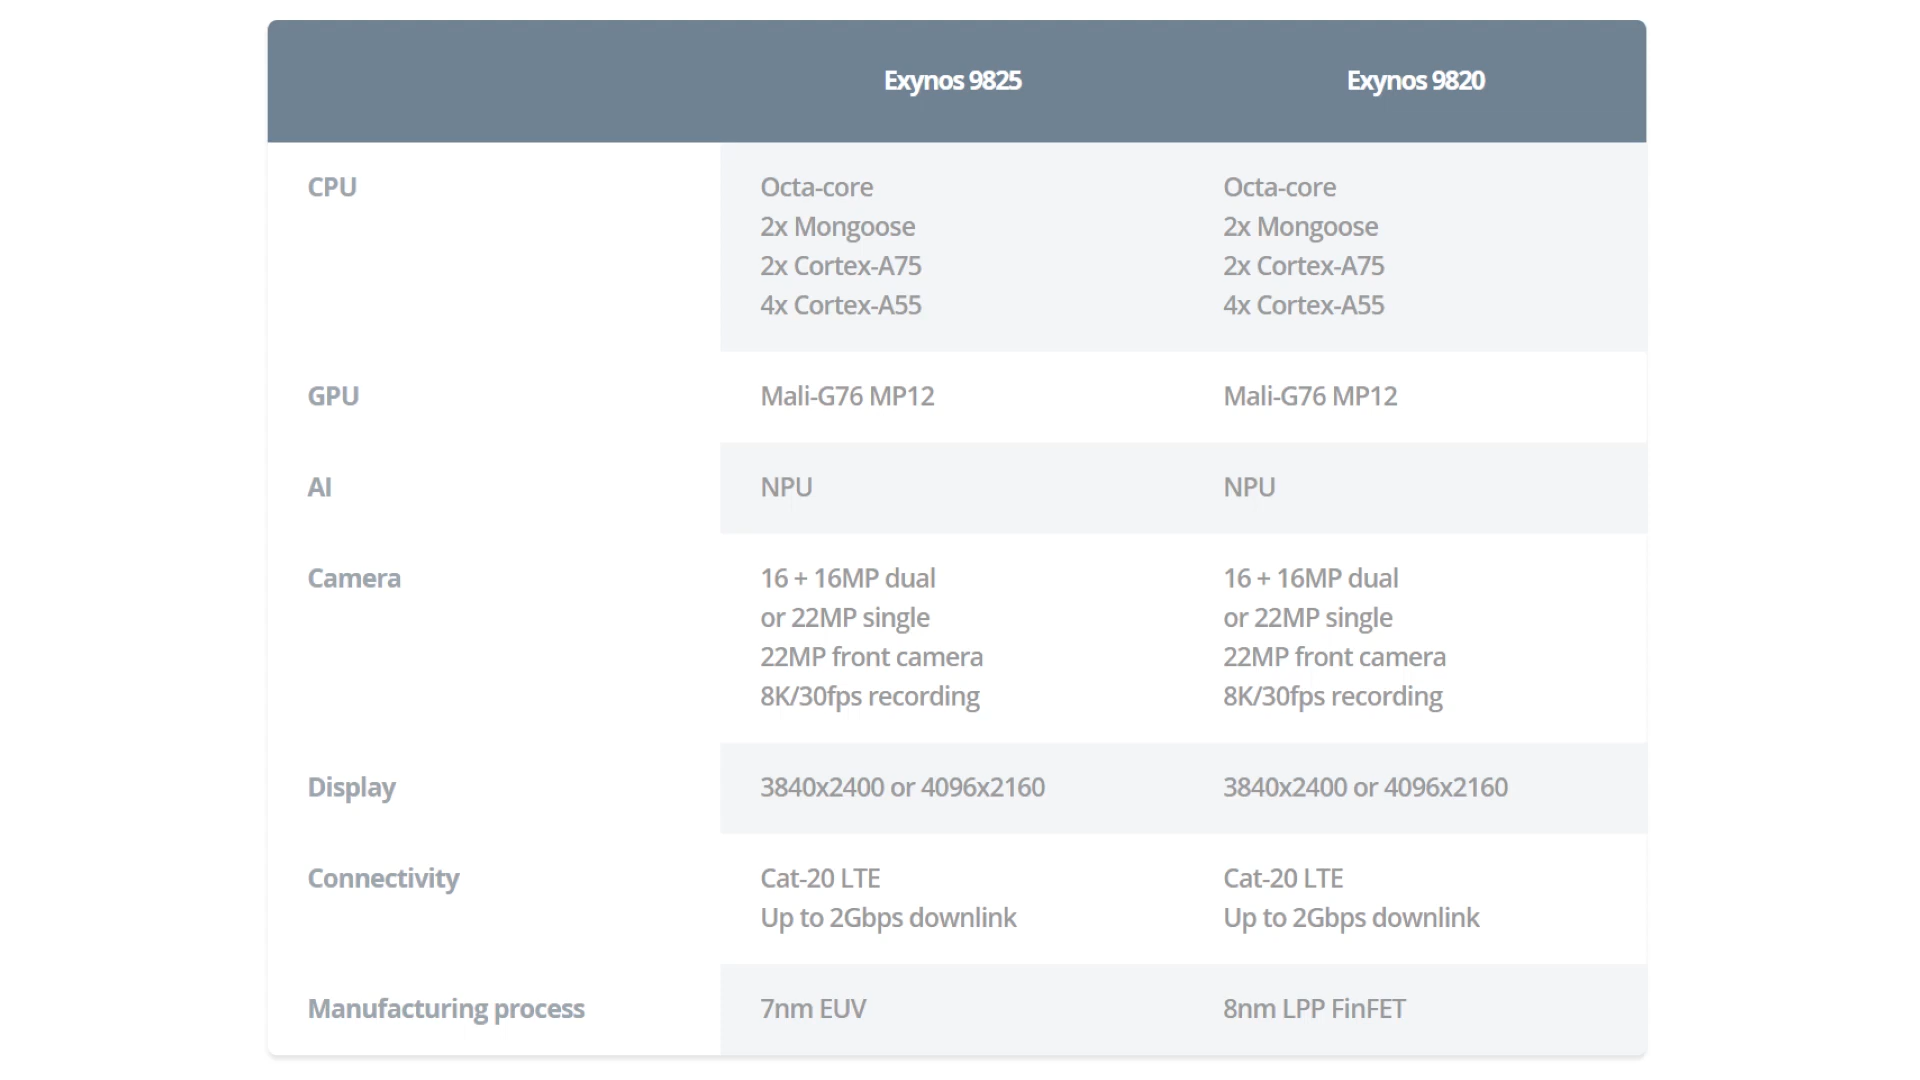 Exynos 9825 Exynos 9820
CPU Octa-core Octa-core
2x Mongoose 2x Mongoose
2x Cortex-A75 2x Cortex-A75
4x Cortex-A55 4x Cortex-A55
GPU Mali-G76 MP12 Mali-G76 MP12
AI NPU NPU
Camera 16 + 16MP dual 16 + 16MP dual
or 22MP single or 22MP single
22MP front camera 22MP front camera
8K/30fps recording 8K/30fps recording
Display 3840x2400 or 4096x2160 3840x2400 or 4096x2160
Connectivity Cat-20 LTE Cat-20 LTE
Up to 2Gbps downlink Up to 2Gbps downlink
Manufacturing process 7nm EUV 8nm LPP FinFET